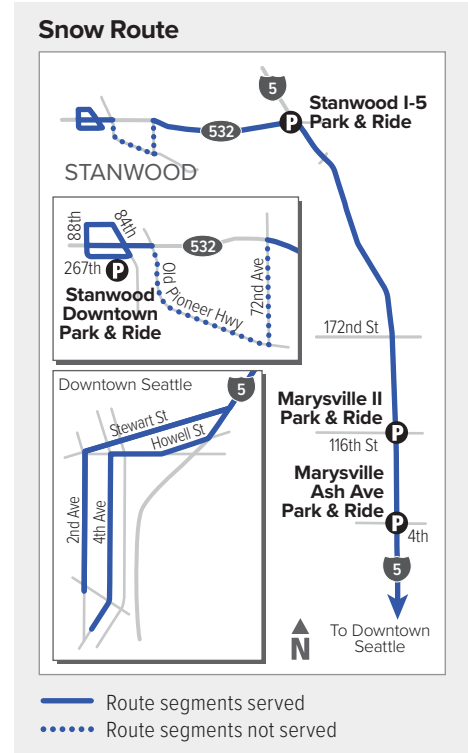 Snow Route
5
Stanwood I-5
Park & Ride
P
532
STANWOOD
88th
84th
532
267th
P
Stanwood
Downtown
Park & Ride
Old Pioneer Hwy
72nd Ave
172nd St
Downtown Seattle
5
Stewart St
Howell St
2nd Ave
4th Ave
Marysville II
Park & Ride
P
116th St
Marysville
Ash Ave
Park & Ride
P
4th
5
N
To Downtown
Seattle
Route segments served
Route segments not served